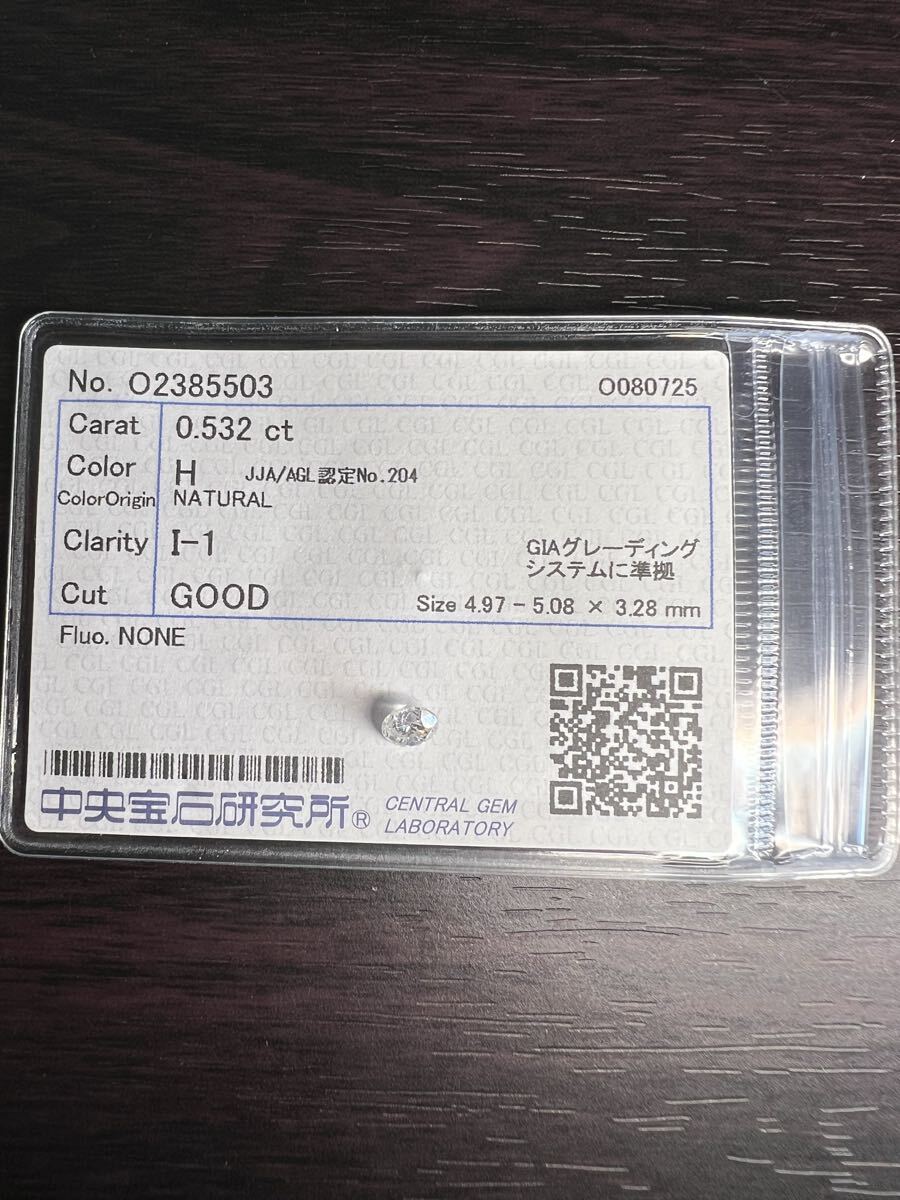 No. O2385503 O080725
Carat 0.532 ct
Color H JJA/AGL認定No.204
ColorOrigin NATURAL
Clarity I-1
GIAグレーディング
システムに準拠
Cut GOOD Size 4.97 - 5.08 × 3.28 mm
Fluo. NONE
中央宝石研究所® CENTRAL GEM
LABORATORY